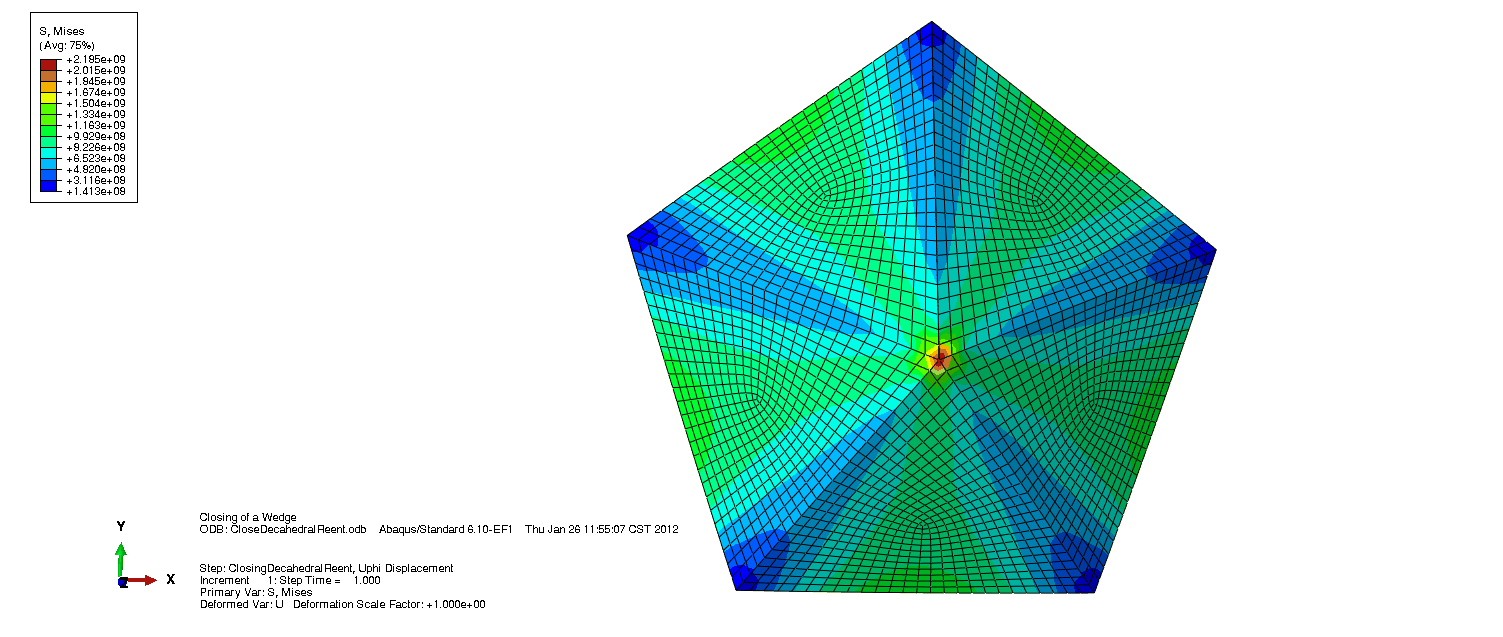 S, Mises
(Avg: 75%)
+2.185e+09
+2.015e+09
+1.845e+09
+1.674e+09
+1.504e+09
+1.334e+09
+1.163e+09
+9.929e+08
+8.226e+08
+6.523e+08
+4.820e+08
+3.116e+08
+1.413e+08
Closing of a Wedge
ODB: CloseDecahedralReent.odb Abaqus/Standard 6.10-EF1 Thu Jan 26 11:55:07 CST 2012
Y
Z
X
Step: ClosingDecahedralReent, Uphi Displacement
Increment 1: Step Time = 1.000
Primary Var: S, Mises
Deformed Var: U Deformation Scale Factor: +1.000e+00